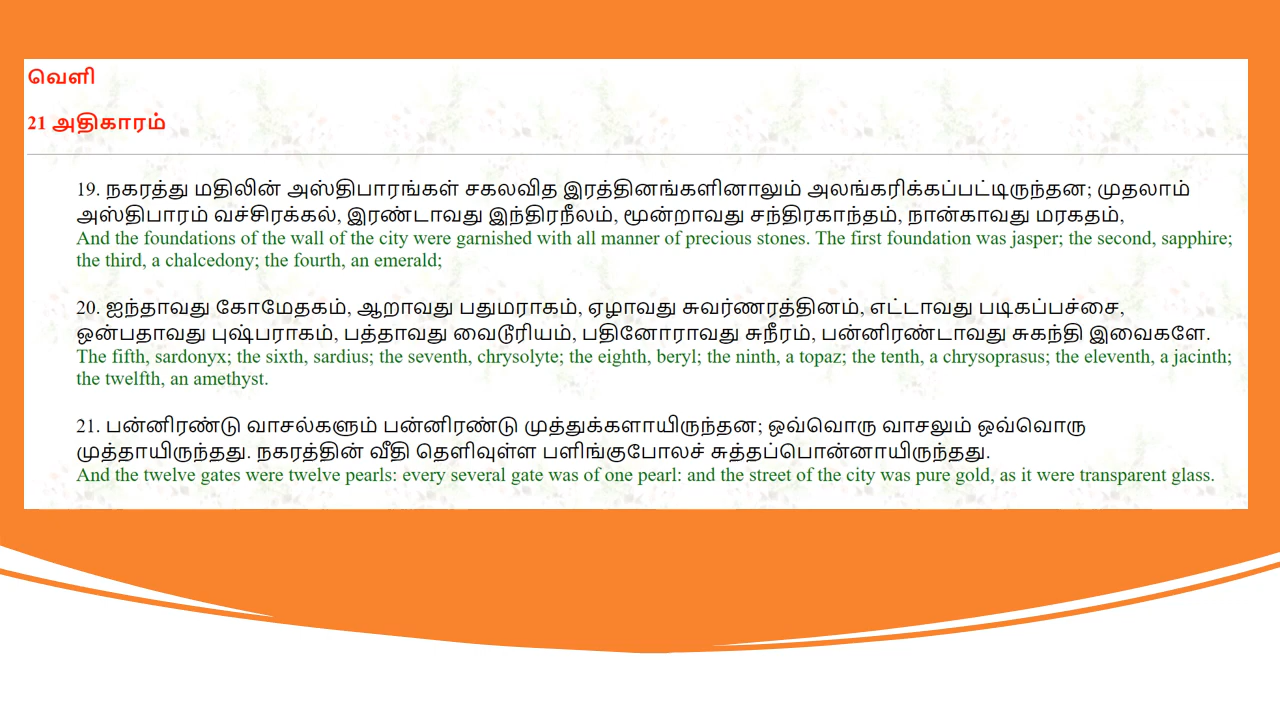 வெளி
21 அதிகாரம்
19. நகரத்து மதிலின் அஸ்திபாரங்கள் சகலவித இரத்தினங்களினாலும் அலங்கரிக்கப்பட்டிருந்தன; முதலாம்
அஸ்திபாரம் வச்சிரக்கல், இரண்டாவது இந்திரநீலம், மூன்றாவது சந்திரகாந்தம், நான்காவது மரகதம்,
And the foundations of the wall of the city were garnished with all manner of precious stones. The first foundation was jasper; the second, sapphire;
the third, a chalcedony; the fourth, an emerald;
20. ஐந்தாவது கோமேதகம், ஆறாவது பதுமராகம், ஏழாவது சுவர்ணரத்தினம், எட்டாவது படிகப்பச்சை,
ஒன்பதாவது புஷ்பராகம், பத்தாவது வைடூரியம், பதினோராவது சுநீரம், பன்னிரண்டாவது சுகந்தி இவைகளே.
The fifth, sardonyx; the sixth, sardius; the seventh, chrysolyte; the eighth, beryl; the ninth, a topaz; the tenth, a chrysoprasus; the eleventh, a jacinth;
the twelfth, an amethyst.
21. பன்னிரண்டு வாசல்களும் பன்னிரண்டு முத்துக்களாயிருந்தன; ஒவ்வொரு வாசலும் ஒவ்வொரு
முத்தாயிருந்தது. நகரத்தின் வீதி தெளிவுள்ள பளிங்குபோலச் சுத்தப்பொன்னாயிருந்தது.
And the twelve gates were twelve pearls: every several gate was of one pearl: and the street of the city was pure gold, as it were transparent glass.